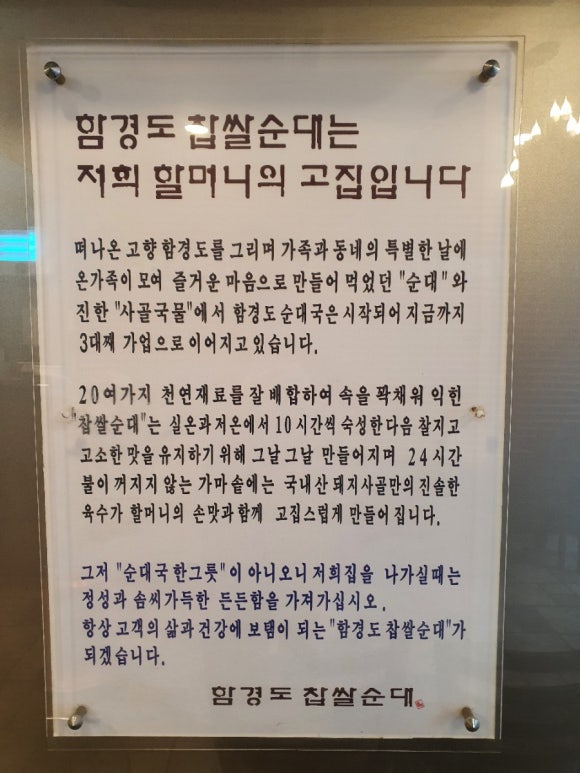 함경도 찹쌀순대는
저희 할머니의 고집입니다
떠나온 고향 함경도를 그리며 가족과 동네의 특별한 날에
온가족이 모여 즐거운 마음으로 만들어 먹었던 "순대"와
진한 "사골국물"에서 함경도순대국은 시작되어 지금까지
3대째 가업으로 이어지고 있습니다.
20여가지 천연재료를 잘 배합하여 속을 꽉채워 익힌
찹쌀순대"는 실온과 저온에서 10시간씩 숙성한다음 찰지고
고소한 맛을 유지하기 위해 그날그날 만들어지며 24시간
불이 꺼지지 않는 가마솥에는 국내산 돼지사골만의 진솔한
육수가 할머니의 손맛과 함께 고집스럽게 만들어 집니다.
그저 "순대국 한그릇"이 아니오니 저희집을 나가실때는
정성과 솜씨가득한 든든함을 가져가십시오.
항상 고객의 삶과 건강에 보탬이 되는 "함경도 찹쌀순대"가
되겠습니다.
함경도 찹쌀순대